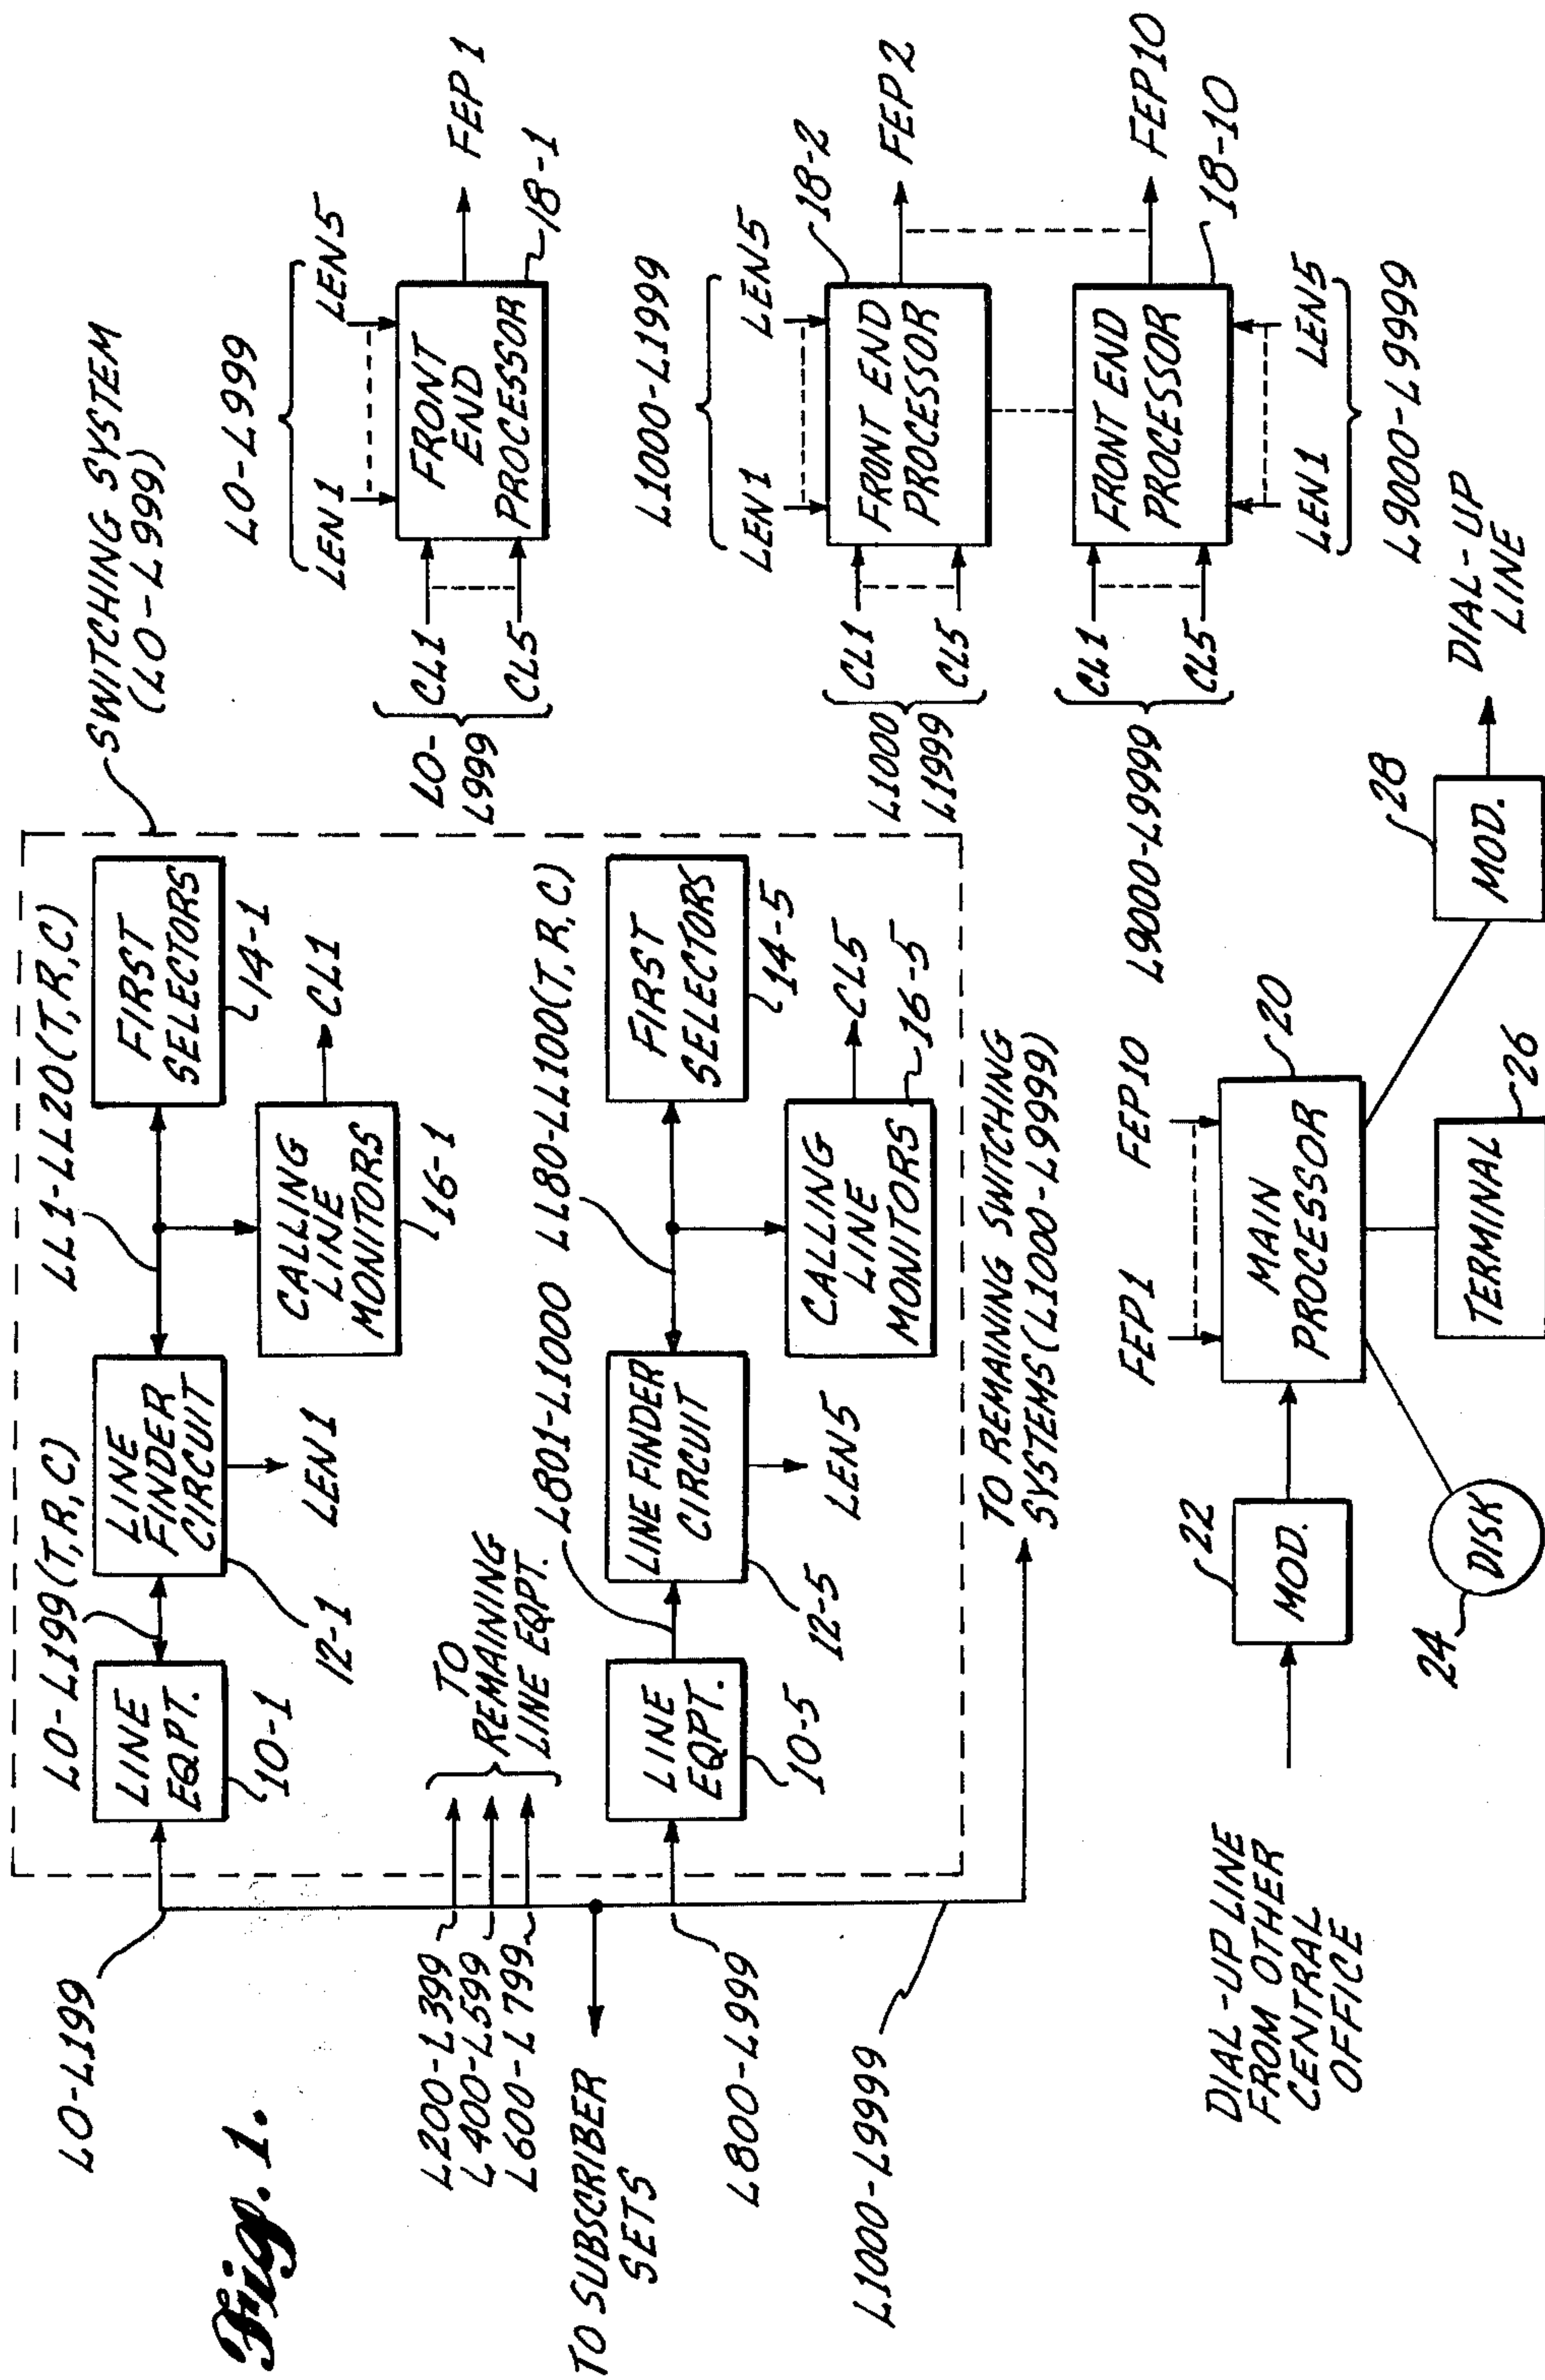 Fig. 1.
L0-L199
L200-L399
L400-L599
L600-L799
TO SUBSCRIBER
SETS
L800-L999
L1000-L9999
SWITCHING SYSTEM
(L0-L999)
L0-L199(T,R,C)
LINE
EQPT.
10-1
LINE
FINDER
CIRCUIT
12-1
LEN1
LL1-LL20(T,R,C)
FIRST
SELECTORS
14-1
CALLING
LINE
MONITORS
16-1
CL1
TO
REMAINING
LINE EQPT.
L801-L1000
LL80-LL100(T,R,C)
LINE
EQPT.
10-5
LINE FINDER
CIRCUIT
12-5
LEN5
FIRST
SELECTORS
14-5
CALLING
LINE
MONITORS
16-5
CL5
TO REMAINING SWITCHING
SYSTEMS(L1000-L9999)
L0-L999
LEN1
LEN5
L0-
L999
CL1
CL5
FRONT
END
PROCESSOR
18-1
FEP1
L1000-L1999
LEN1
LEN5
L1000
L1999
CL1
CL5
FRONT END
PROCESSOR
18-2
FEP2
L9000-L9999
CL1
CL5
FRONT END
PROCESSOR
18-10
FEP10
LEN1
LEN5
L9000-L9999
DIAL-UP LINE
FROM OTHER
CENTRAL
OFFICE
22
MOD.
FEP1
FEP10
MAIN
PROCESSOR
20
DISK
24
TERMINAL
26
MOD.
28
DIAL-UP
LINE